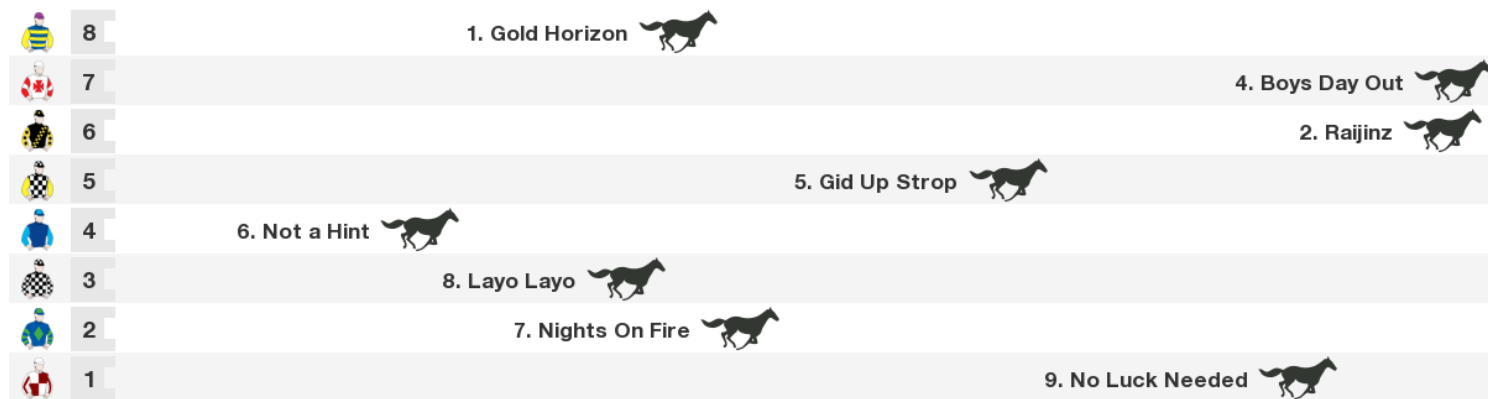 8 1. Gold Horizon
7 4. Boys Day Out
6 2. Raijinz
5 5. Gid Up Strop
4 6. Not a Hint
3 8. Layo Layo
2 7. Nights On Fire
1 9. No Luck Needed